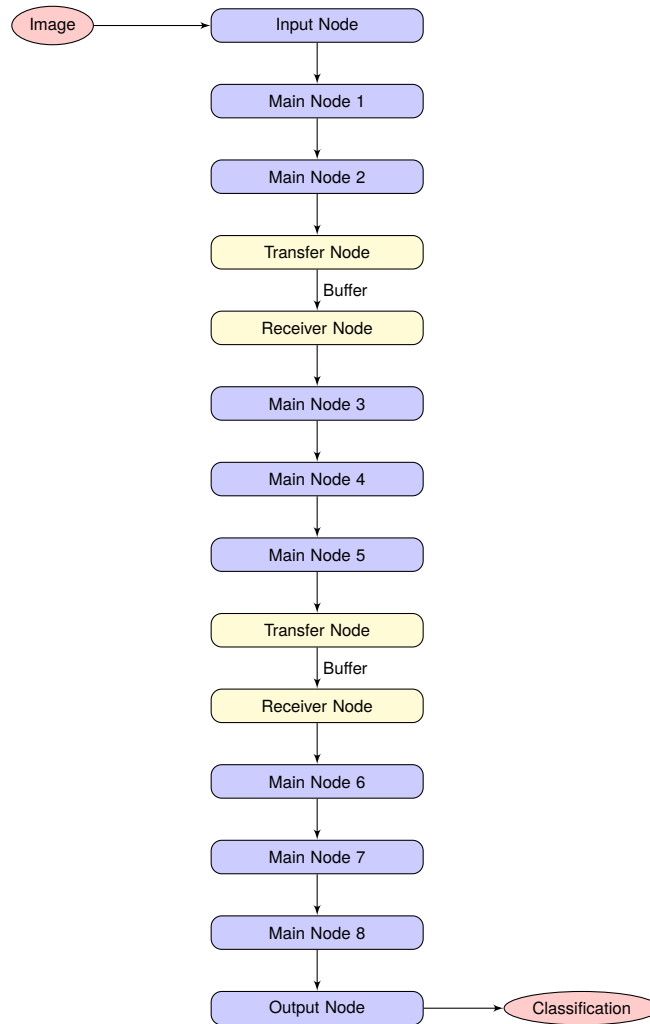 Image
Input Node
Main Node 1
Main Node 2
Transfer Node
Buffer
Receiver Node
Main Node 3
Main Node 4
Main Node 5
Transfer Node
Buffer
Receiver Node
Main Node 6
Main Node 7
Main Node 8
Output Node
Classification